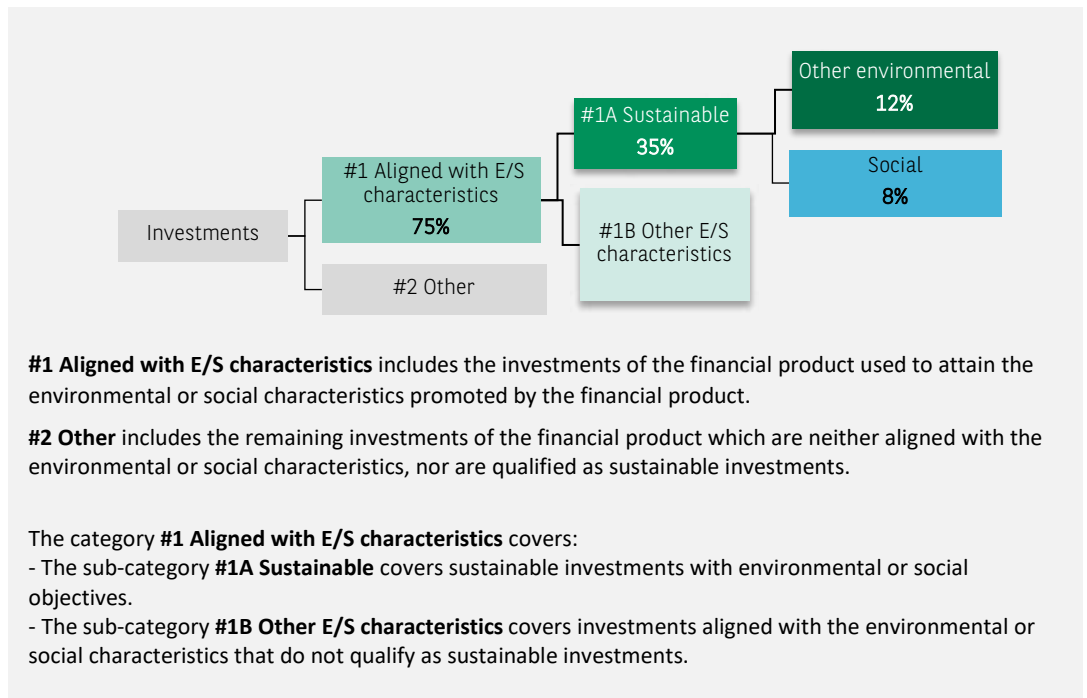 Other environmental
12%
#1A Sustainable
35%
Social
8%
#1 Aligned with E/S
characteristics
75%
#1B Other E/S
characteristics
Investments
#2 Other
#1 Aligned with E/S characteristics includes the investments of the financial product used to attain the
environmental or social characteristics promoted by the financial product.
#2 Other includes the remaining investments of the financial product which are neither aligned with the
environmental or social characteristics, nor are qualified as sustainable investments.
The category #1 Aligned with E/S characteristics covers:
- The sub-category #1A Sustainable covers sustainable investments with environmental or social
objectives.
- The sub-category #1B Other E/S characteristics covers investments aligned with the environmental or
social characteristics that do not qualify as sustainable investments.